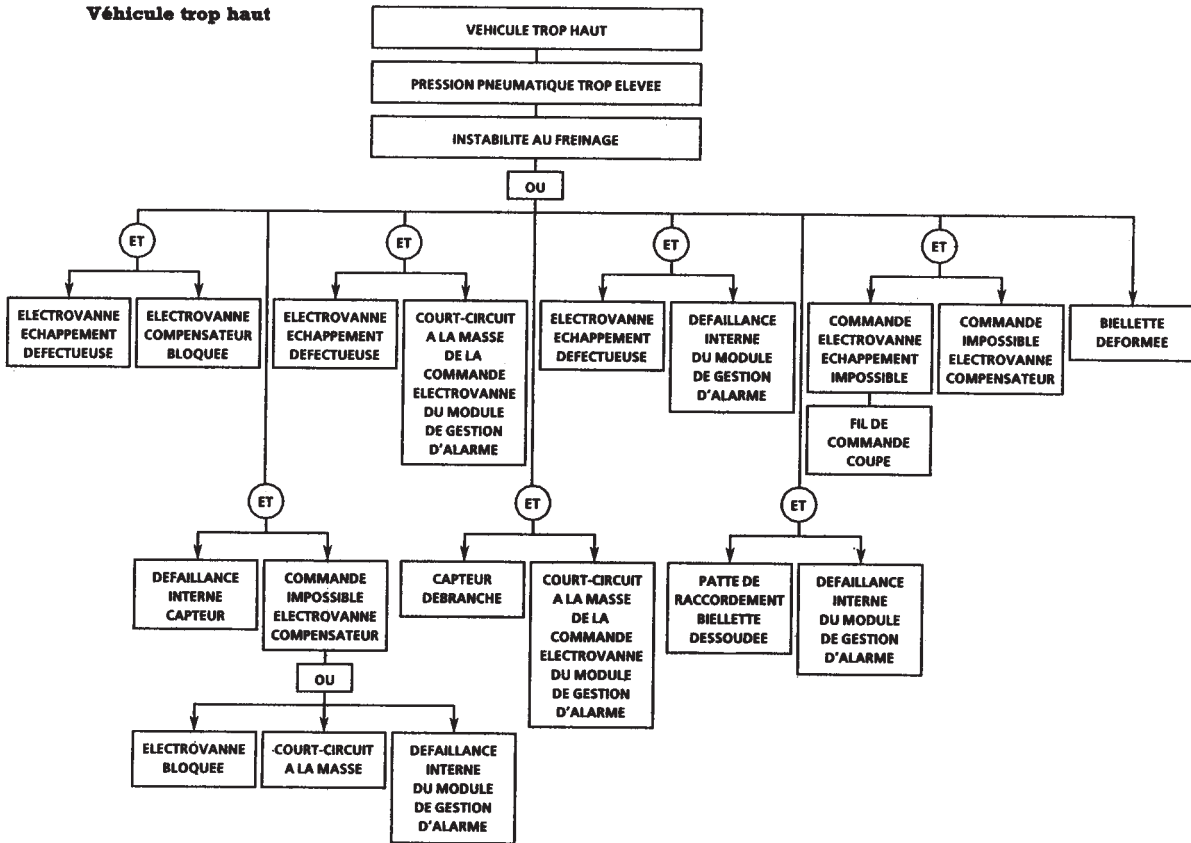 Véhicule trop haut
VEHICULE TROP HAUT
PRESSION PNEUMATIQUE TROP ELEVEE
INSTABILITE AU FREINAGE
OU
ET
ET
ET
ET
ELECTROVANNE
ECHAPPEMENT
DEFECTUEUSE
ELECTROVANNE
COMPENSATEUR
BLOQUEE
ELECTROVANNE
ECHAPPEMENT
DEFECTUEUSE
COURT-CIRCUIT
A LA MASSE
DE LA
COMMANDE
ELECTROVANNE
DU MODULE
DE GESTION
D'ALARME
ELECTROVANNE
ECHAPPEMENT
DEFECTUEUSE
DEFAILLANCE
INTERNE
DU MODULE
DE GESTION
D'ALARME
COMMANDE
ELECTROVANNE
ECHAPPEMENT
IMPOSSIBLE
FIL DE
COMMANDE
COUPE
COMMANDE
IMPOSSIBLE
ELECTROVANNE
COMPENSATEUR
BIELLETTE
DEFORMEE
ET
ET
ET
DEFAILLANCE
INTERNE
CAPTEUR
COMMANDE
IMPOSSIBLE
ELECTROVANNE
COMPENSATEUR
CAPTEUR
DEBRANCHE
COURT-CIRCUIT
A LA MASSE
DE LA
COMMANDE
ELECTROVANNE
DU MODULE
DE GESTION
D'ALARME
PATTE DE
RACCORDEMENT
BIELLETTE
DESSOUDEE
DEFAILLANCE
INTERNE
DU MODULE
DE GESTION
D'ALARME
OU
ELECTROVANNE
BLOQUEE
COURT-CIRCUIT
A LA MASSE
DEFAILLANCE
INTERNE
DU MODULE
DE GESTION
D'ALARME